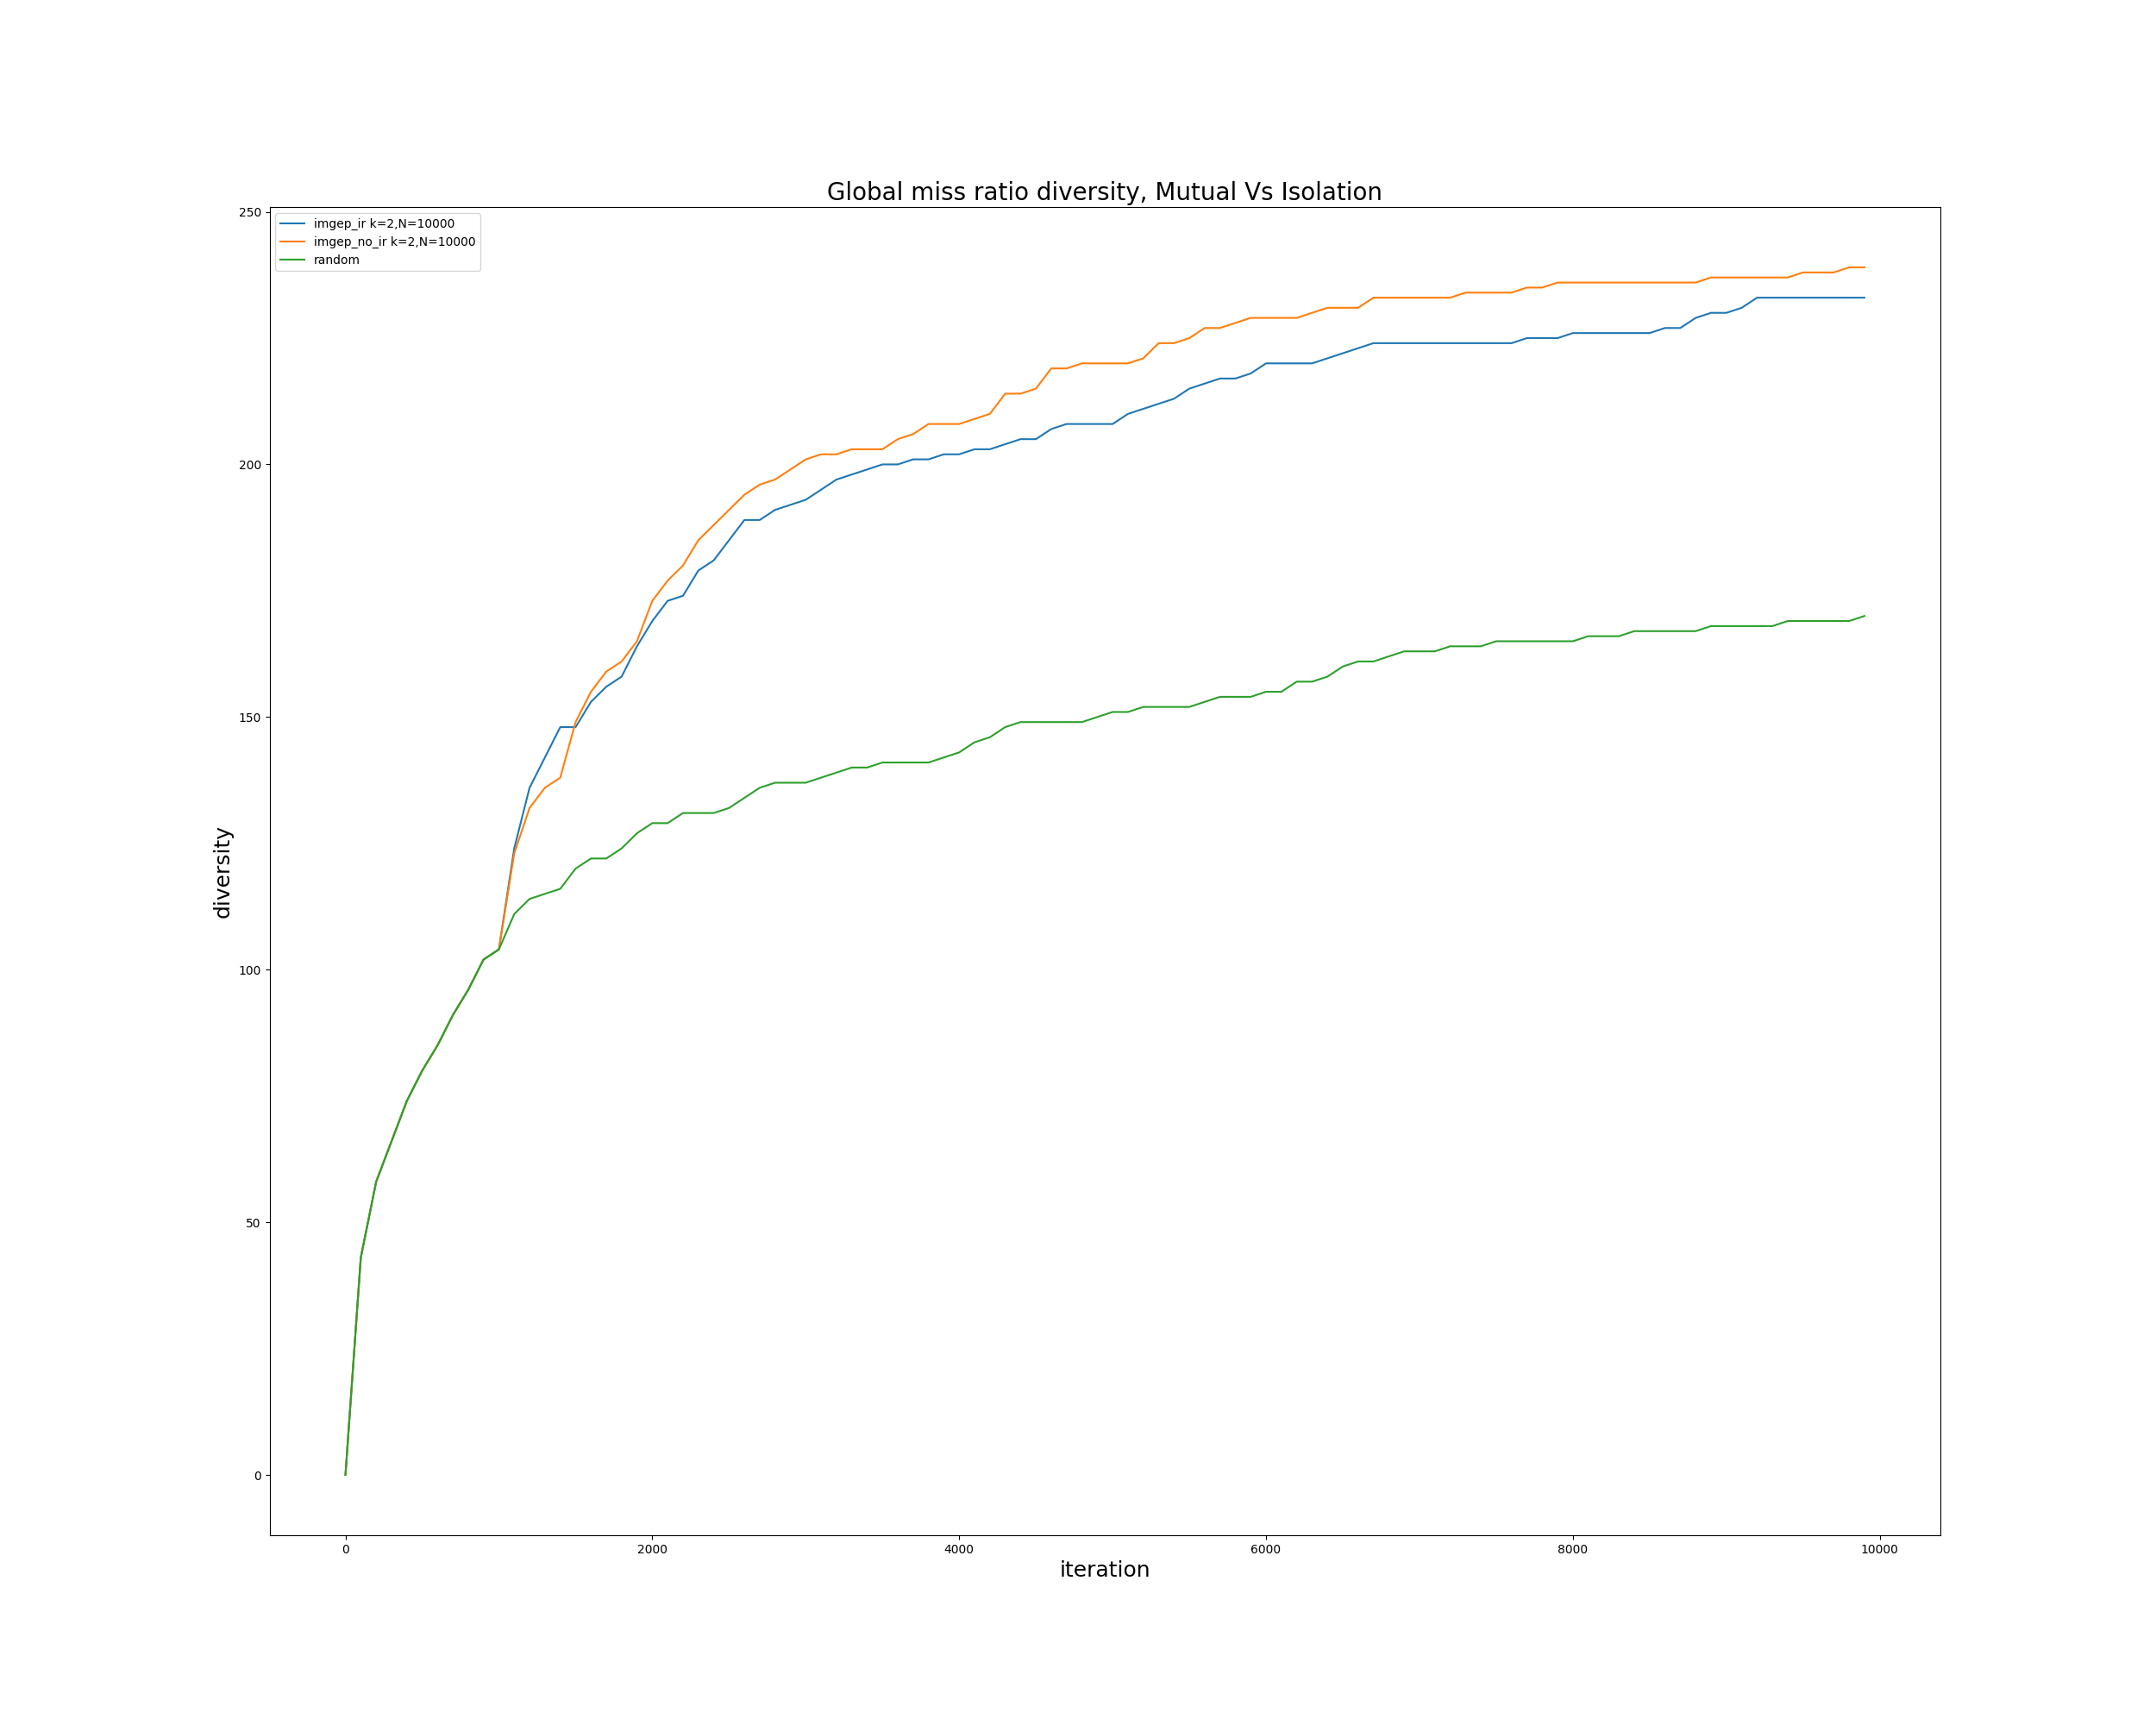 Global miss ratio diversity, Mutual Vs Isolation
imgep_ir k=2,N=10000
imgep_no_ir k=2,N=10000
random
250
200
150
100
50
0
diversity
0 2000 4000 6000 8000 10000
iteration